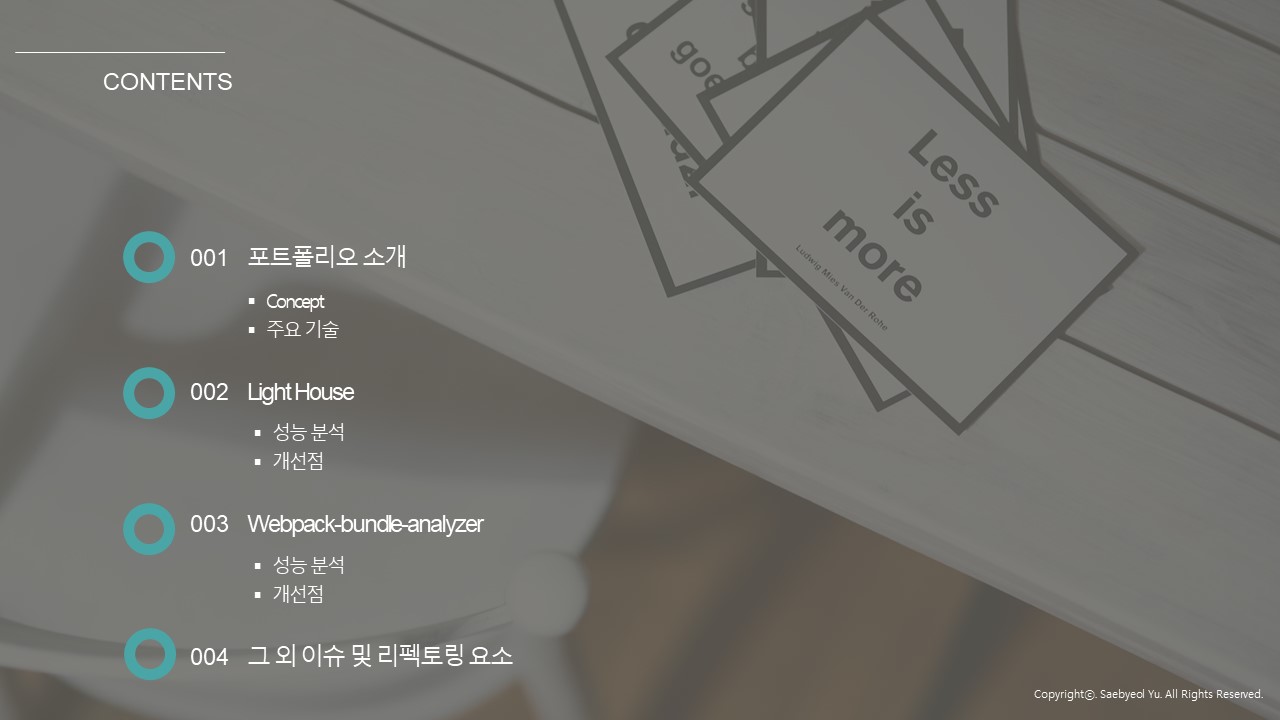 CONTENTS
001 포트폴리오 소개
▪ Concept
▪ 주요 기술
002 Light House
▪ 성능 분석
▪ 개선점
003 Webpack-bundle-analyzer
▪ 성능 분석
▪ 개선점
004 그 외 이슈 및 리펙토링 요소
goes
Less
is
more
Ludwig Mies Van Der Rohe
Copyrightⓒ. Saebyeol Yu. All Rights Reserved.